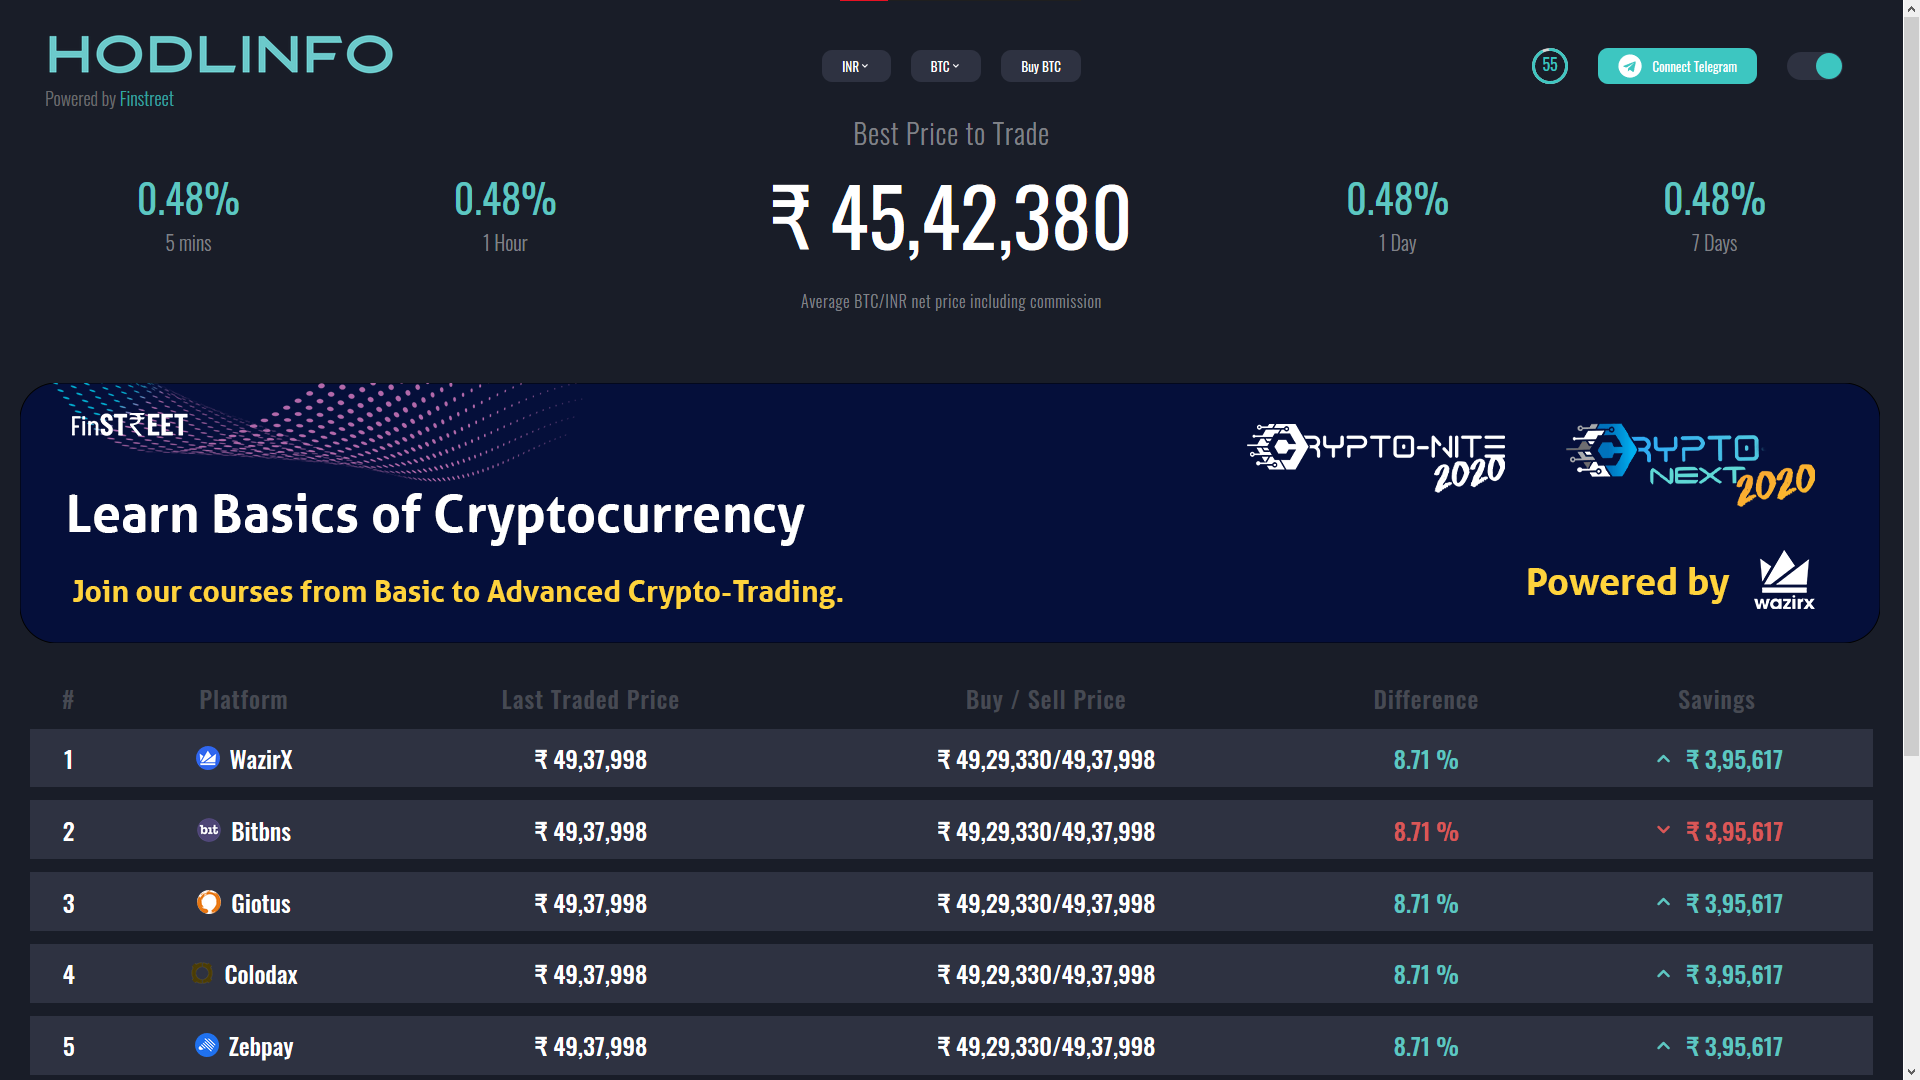 HODLINFO
Powered by Finstreet
INR
BTC
Buy BTC
55
Connect Telegram
Best Price to Trade
0.48%
5 mins
0.48%
1 Hour
₹ 45,42,380
0.48%
1 Day
0.48%
7 Days
Average BTC/INR net price including commission
FinST₹EET
CRYPTO-NITE
2020
CRYPTO
NEXT
2020
Learn Basics of Cryptocurrency
Join our courses from Basic to Advanced Crypto-Trading.
Powered by
wazirx
# Platform Last Traded Price Buy / Sell Price Difference Savings
1 WazirX ₹ 49,37,998 ₹ 49,29,330/49,37,998 8.71 % ₹ 3,95,617
2 bit Bitbns ₹ 49,37,998 ₹ 49,29,330/49,37,998 8.71 % ₹ 3,95,617
3 Giotus ₹ 49,37,998 ₹ 49,29,330/49,37,998 8.71 % ₹ 3,95,617
4 Colodax ₹ 49,37,998 ₹ 49,29,330/49,37,998 8.71 % ₹ 3,95,617
5 Zebpay ₹ 49,37,998 ₹ 49,29,330/49,37,998 8.71 % ₹ 3,95,617